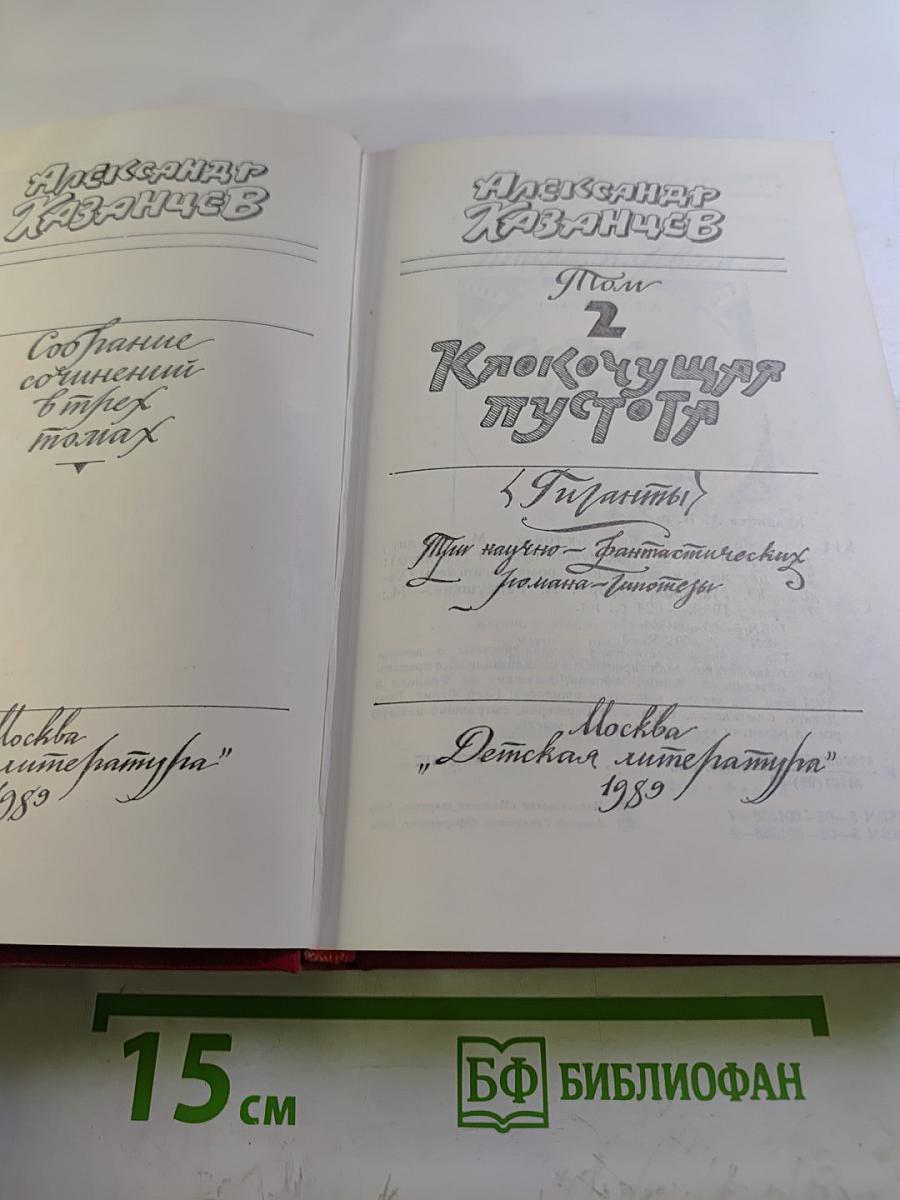 Александр
Казанцев
Собрание
сочинений
в трех
томах
Москва
литература"
1989
Александр
Казанцев
Том
2
Клокочущая
пустота
(Гиганты)
Три научно-фантастических
романа-гипотезы
Москва
„Детская литература"
1989
15 см
БФ БИБЛИОФАН